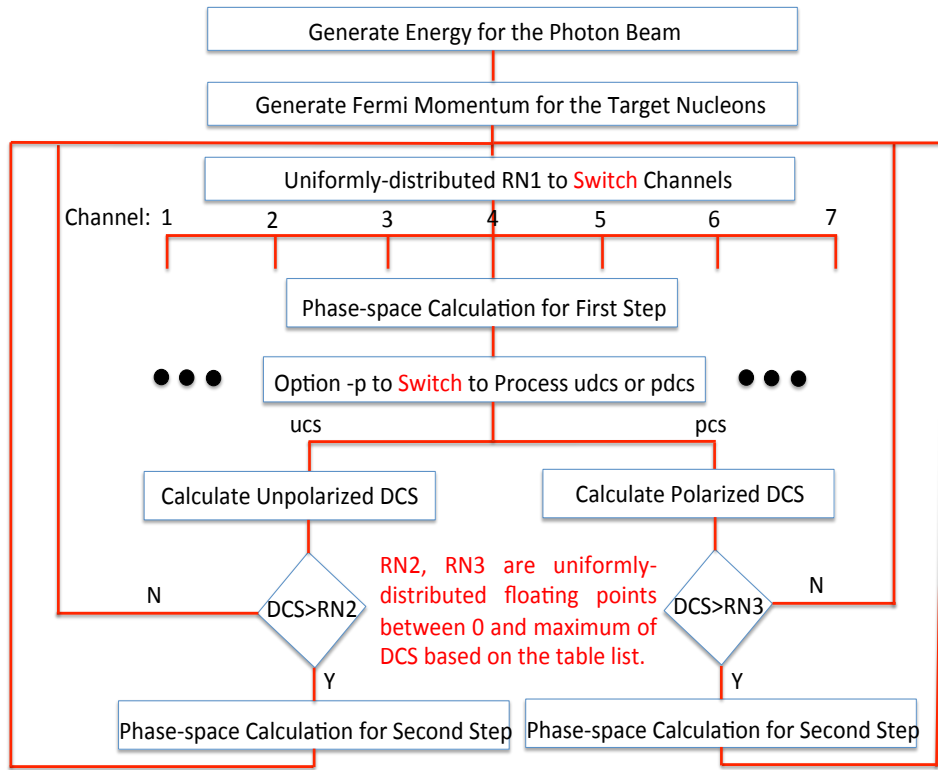 Generate Energy for the Photon Beam
Generate Fermi Momentum for the Target Nucleons
Uniformly-distributed RN1 to Switch Channels
Channel: 1 2 3 4 5 6 7
Phase-space Calculation for First Step
Option -p to Switch to Process udcs or pdcs
ucs pcs
Calculate Unpolarized DCS
Calculate Polarized DCS
RN2, RN3 are uniformly-
distributed floating points
between 0 and maximum of
DCS based on the table list.
N DCS>RN2
DCS>RN3 N
Y Y
Phase-space Calculation for Second Step
Phase-space Calculation for Second Step